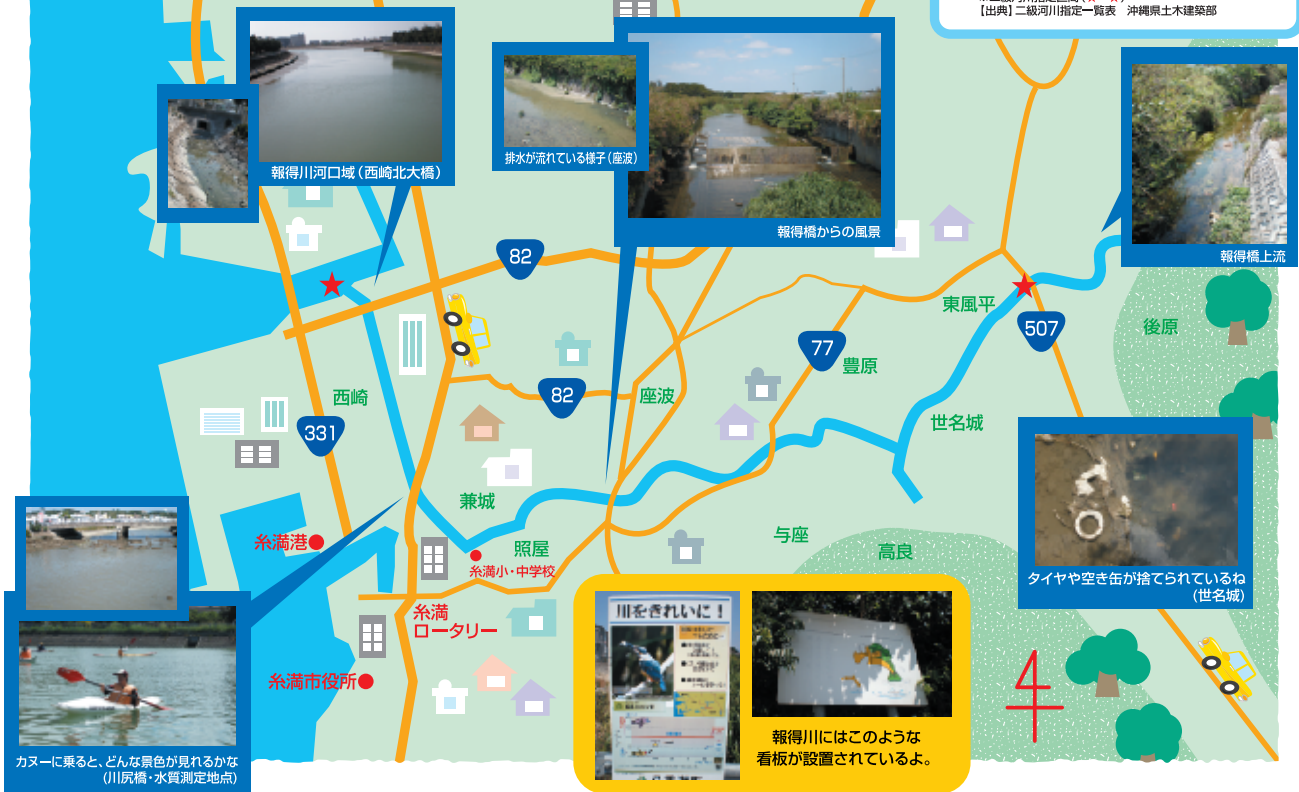 【出典】二級河川指定一覧表 沖縄県土木建築部
報得川河口域（西崎北大橋）
排水が流れている様子（座波）
報得橋からの風景
報得橋上流
82
東風平
507
後原
77
豊原
82
座波
西崎
331
世名城
兼城
照屋
与座
高良
糸満港
糸満小・中学校
糸満
ロータリー
糸満市役所
タイヤや空き缶が捨てられているね
(世名城)
カヌーに乗ると、どんな景色が見れるかな
(川尻橋・水質測定地点)
川をきれいに！
報得川にはこのような
看板が設置されているよ。